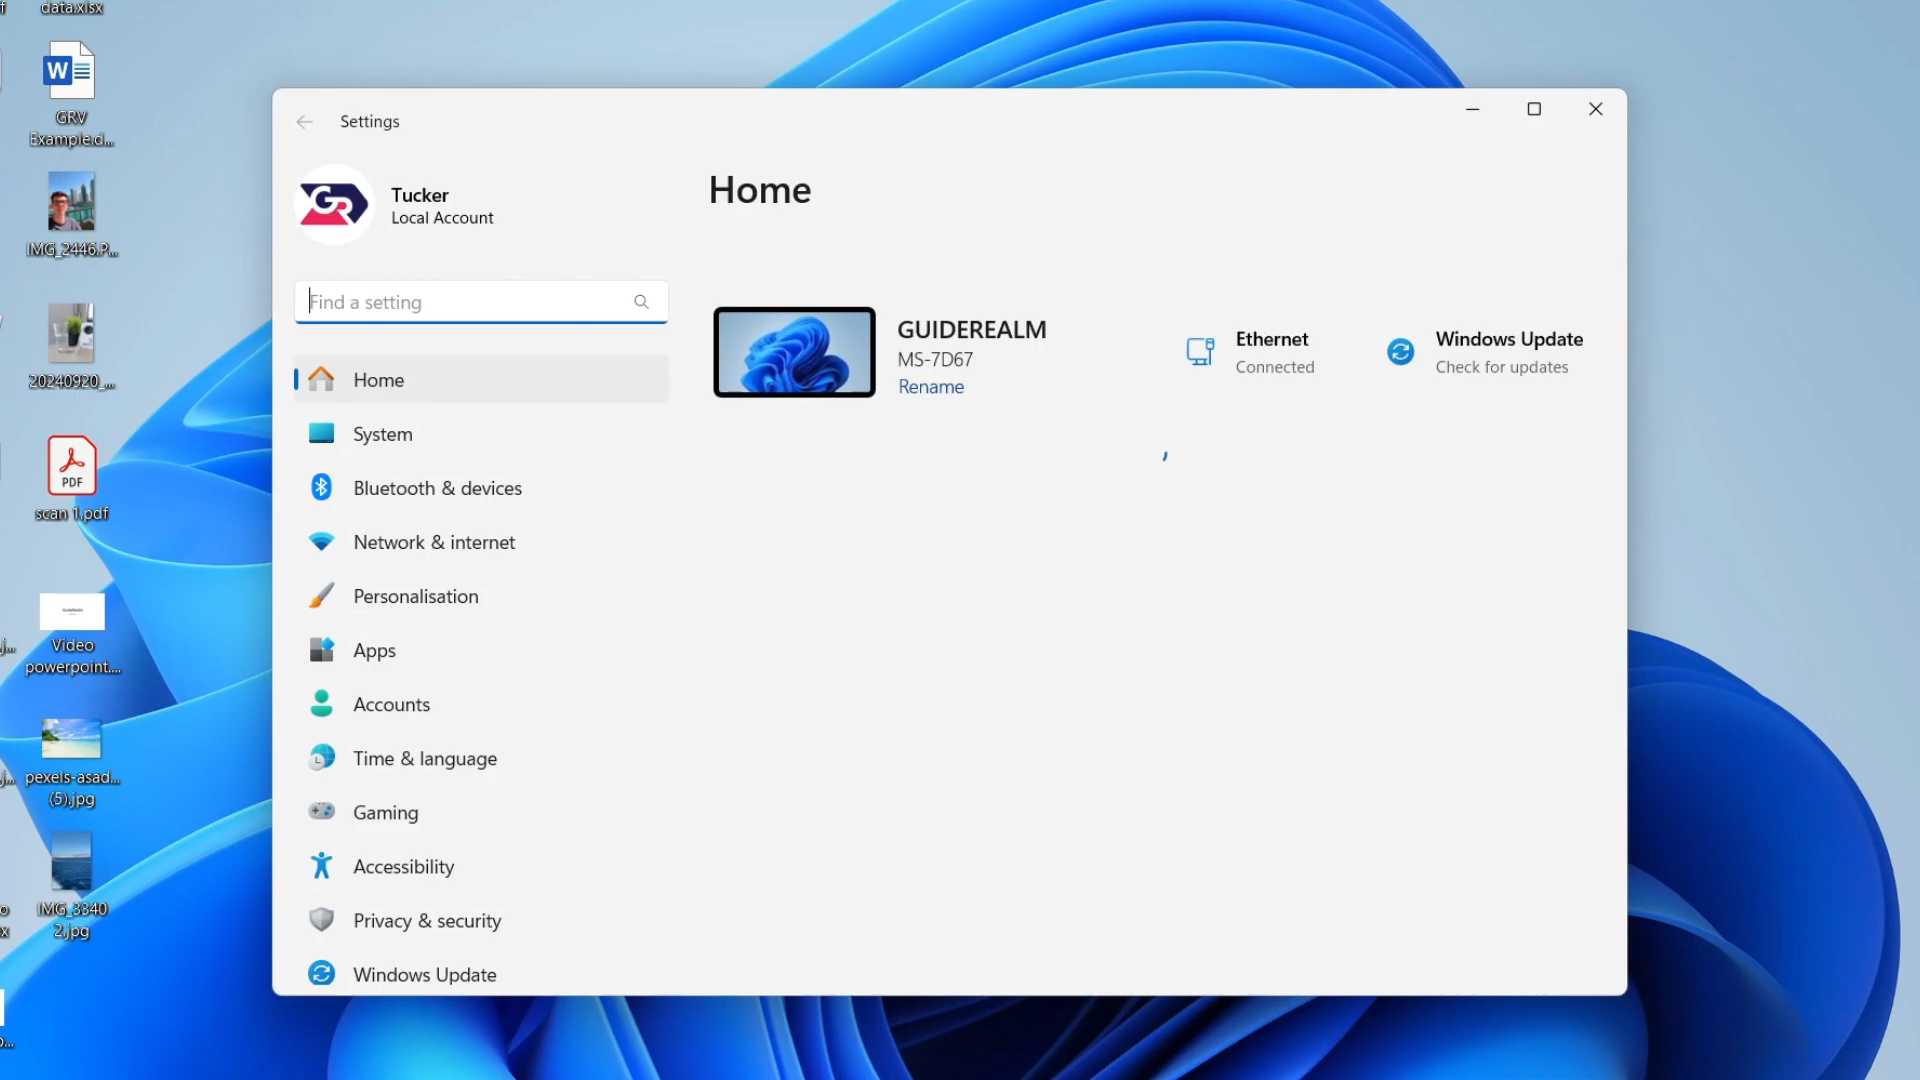 data.xlsx
GRV
Example.d...
IMG_2446.P...
20240920_...
PDF
scan 1.pdf
Video
powerpoint....
pexels-asad...
(5).jpg
IMG_3340
2.jpg
Settings
GR
Tucker
Local Account
Find a setting
Home
System
Bluetooth & devices
Network & internet
Personalisation
Apps
Accounts
Time & language
Gaming
Accessibility
Privacy & security
Windows Update
Home
GUIDEREALM
MS-7D67
Rename
Ethernet
Connected
Windows Update
Check for updates